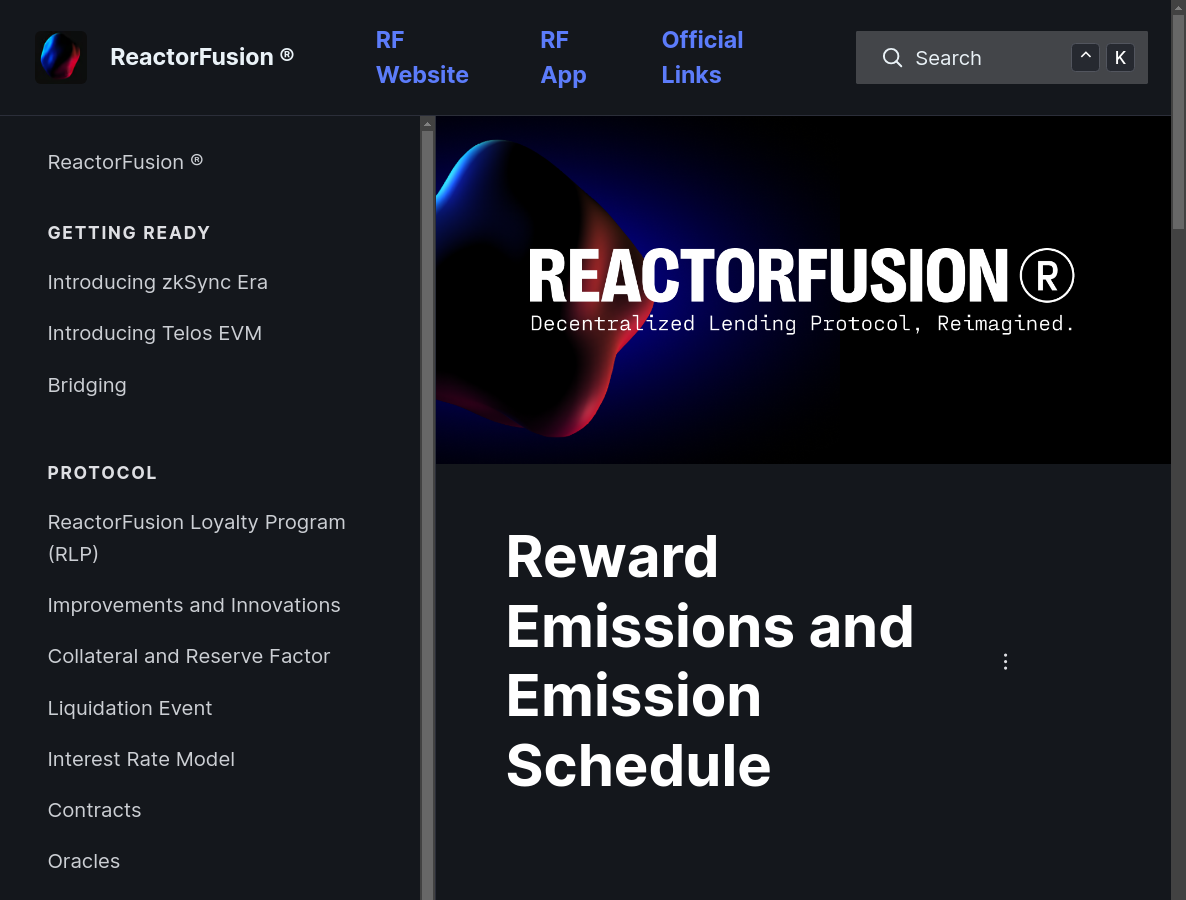 ReactorFusion ®
RF
Website
RF
App
Official
Links
Search
^
K
ReactorFusion ®
GETTING READY
Introducing zkSync Era
Introducing Telos EVM
Bridging
PROTOCOL
ReactorFusion Loyalty Program
(RLP)
Improvements and Innovations
Collateral and Reserve Factor
Liquidation Event
Interest Rate Model
Contracts
Oracles
REACTORFUSION®
Decentralized Lending Protocol, Reimagined.
Reward
Emissions and
Emission
Schedule